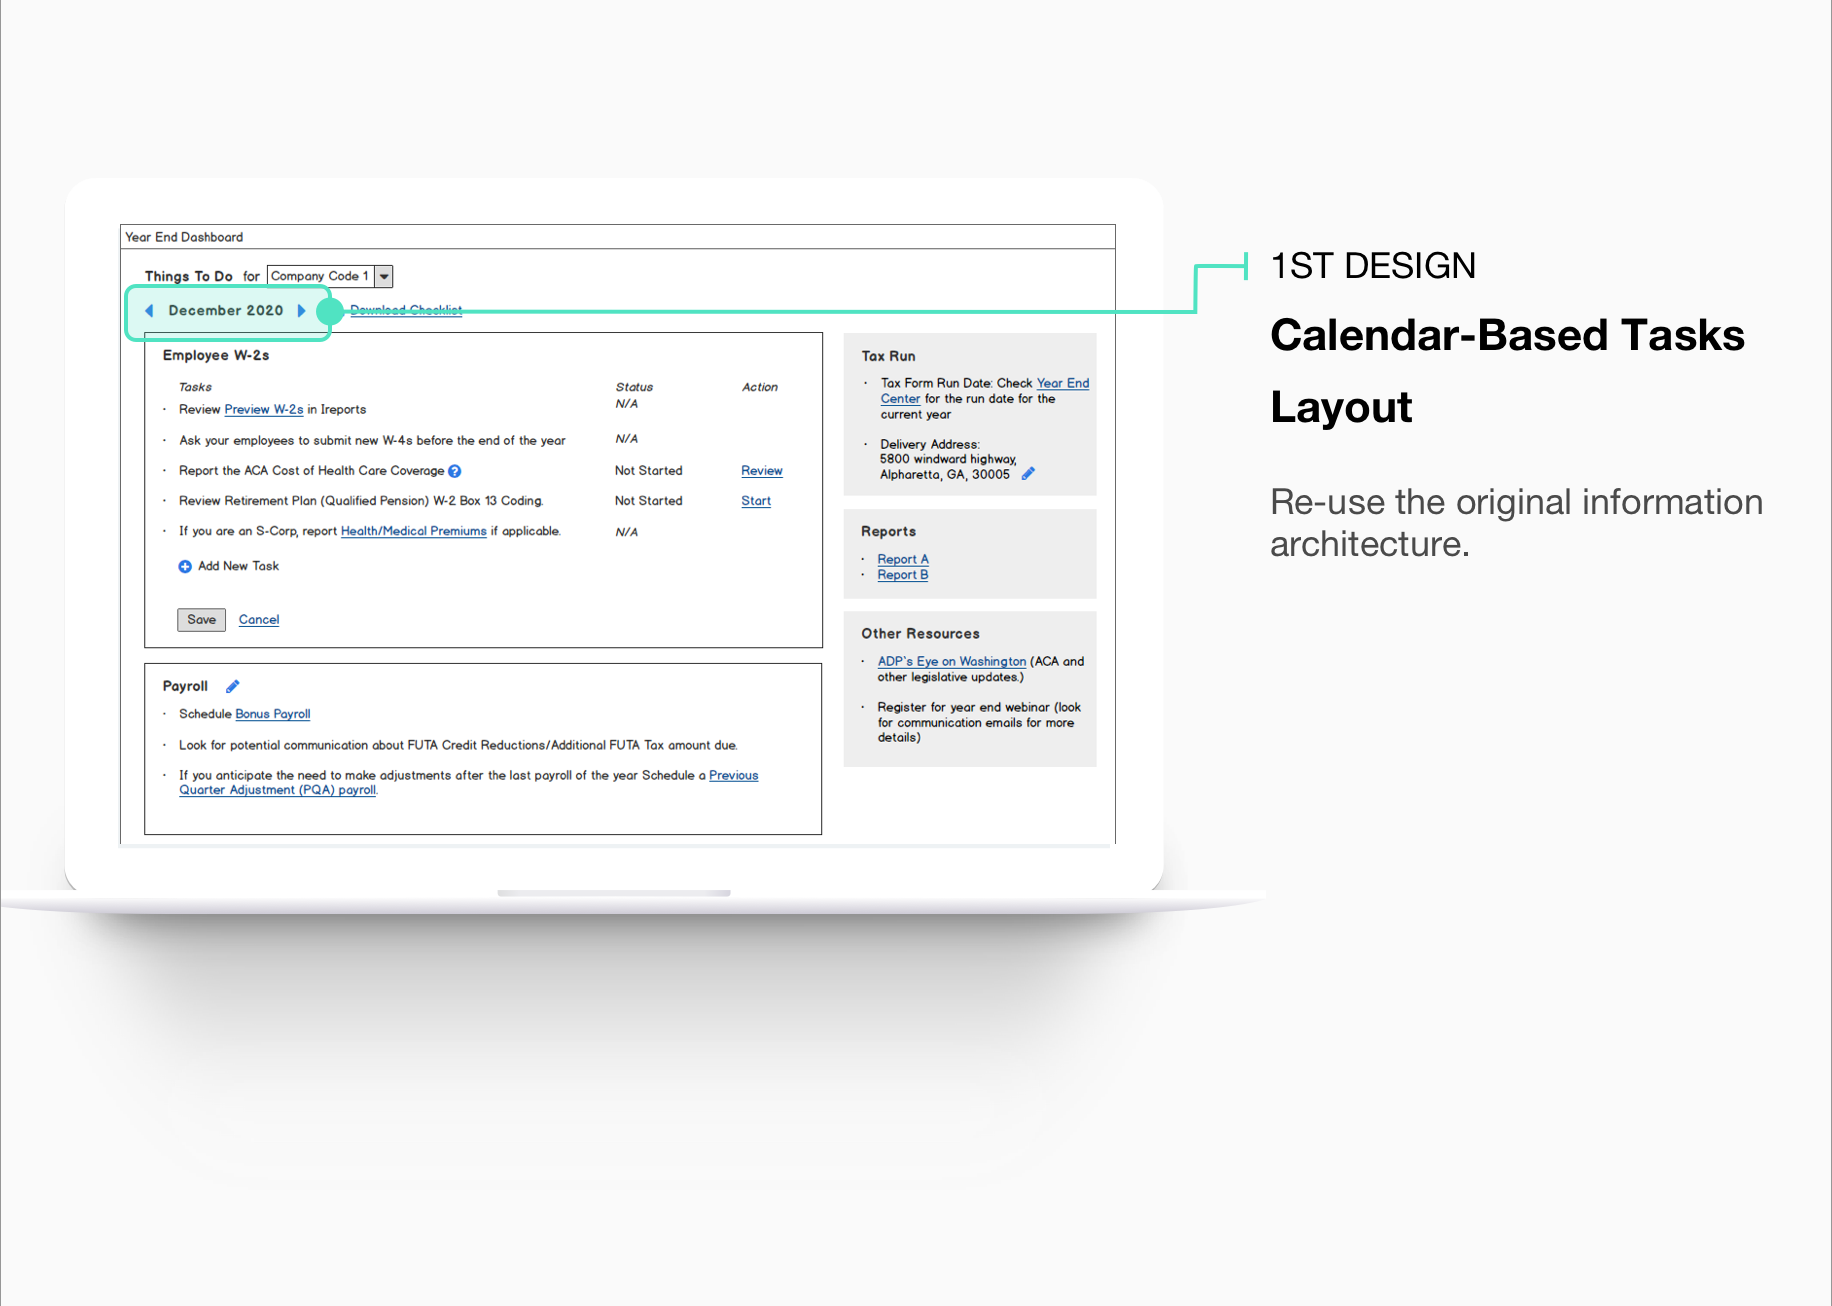 Year End Dashboard
Things To Do for Company Code 1
December 2020 Download Checklist
Employee W-2s
Tasks Status Action
Review Preview W-2s in Ireports N/A
Ask your employees to submit new W-4s before the end of the year N/A
Report the ACA Cost of Health Care Coverage ? Not Started Review
Review Retirement Plan (Qualified Pension) W-2 Box 13 Coding. Not Started Start
If you are an S-Corp, report Health/Medical Premiums if applicable. N/A
Add New Task
Save Cancel
Payroll
Schedule Bonus Payroll
Look for potential communication about FUTA Credit Reductions/Additional FUTA Tax amount due.
If you anticipate the need to make adjustments after the last payroll of the year Schedule a Previous
Quarter Adjustment (PQA) payroll.
Tax Run
Tax Form Run Date: Check Year End
Center for the run date for the
current year
Delivery Address:
5800 windward highway,
Alpharetta, GA, 30005
Reports
Report A
Report B
Other Resources
ADP's Eye on Washington (ACA and
other legislative updates.)
Register for year end webinar (look
for communication emails for more
details)
1ST DESIGN
Calendar-Based Tasks
Layout
Re-use the original information
architecture.